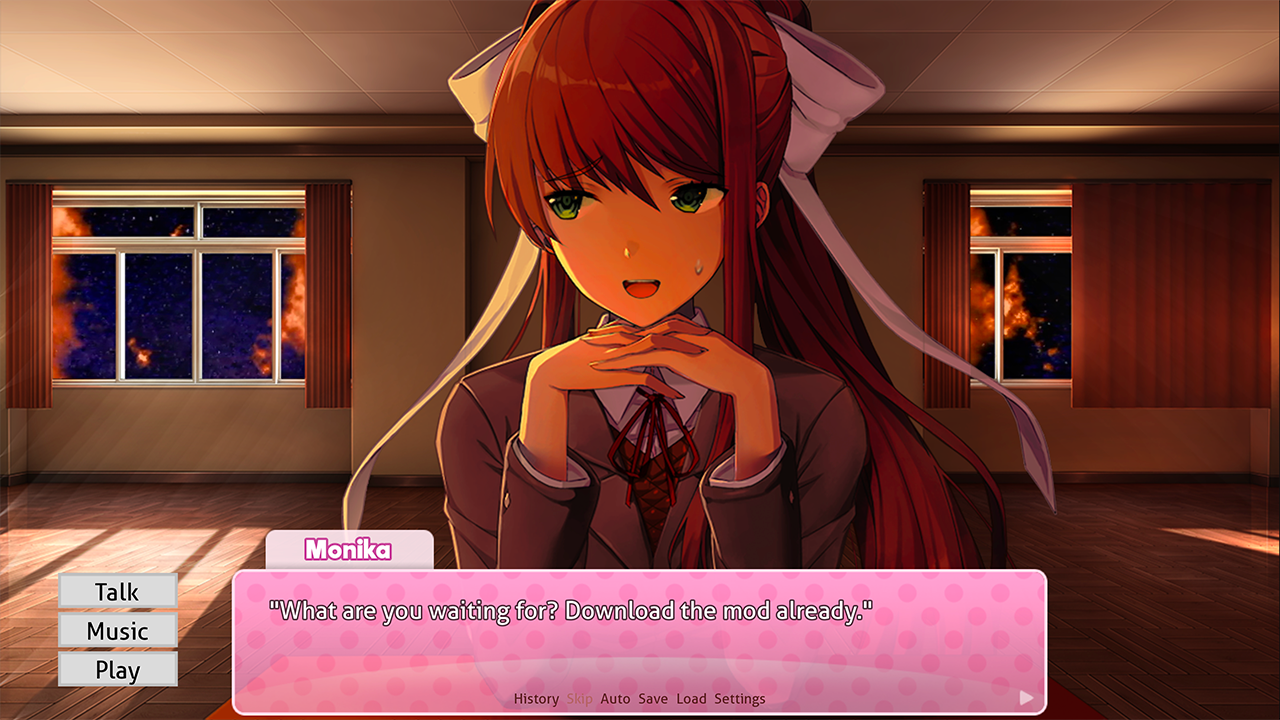 Monika
"What are you waiting for? Download the mod already."
Talk
Music
Play
History Skip Auto Save Load Settings